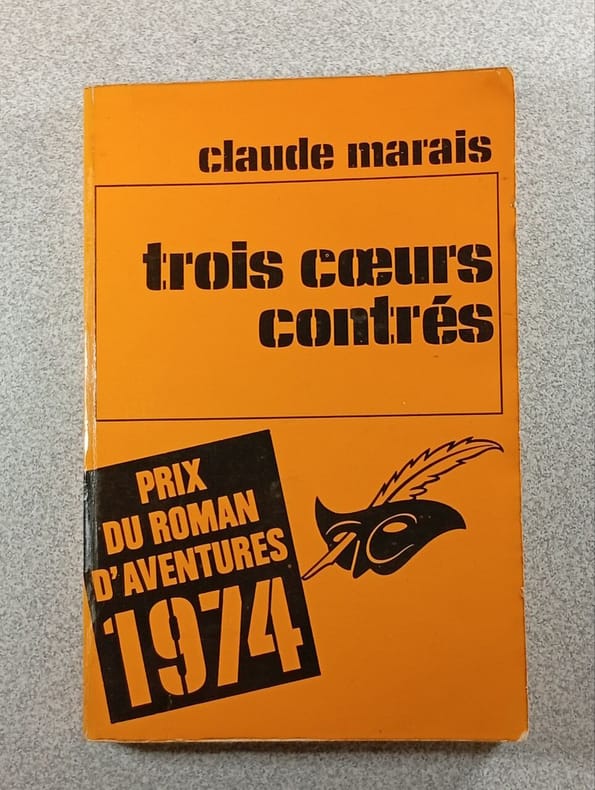 claude marais
trois cœurs
contrés
PRIX
DU ROMAN
D'AVENTURES
1974